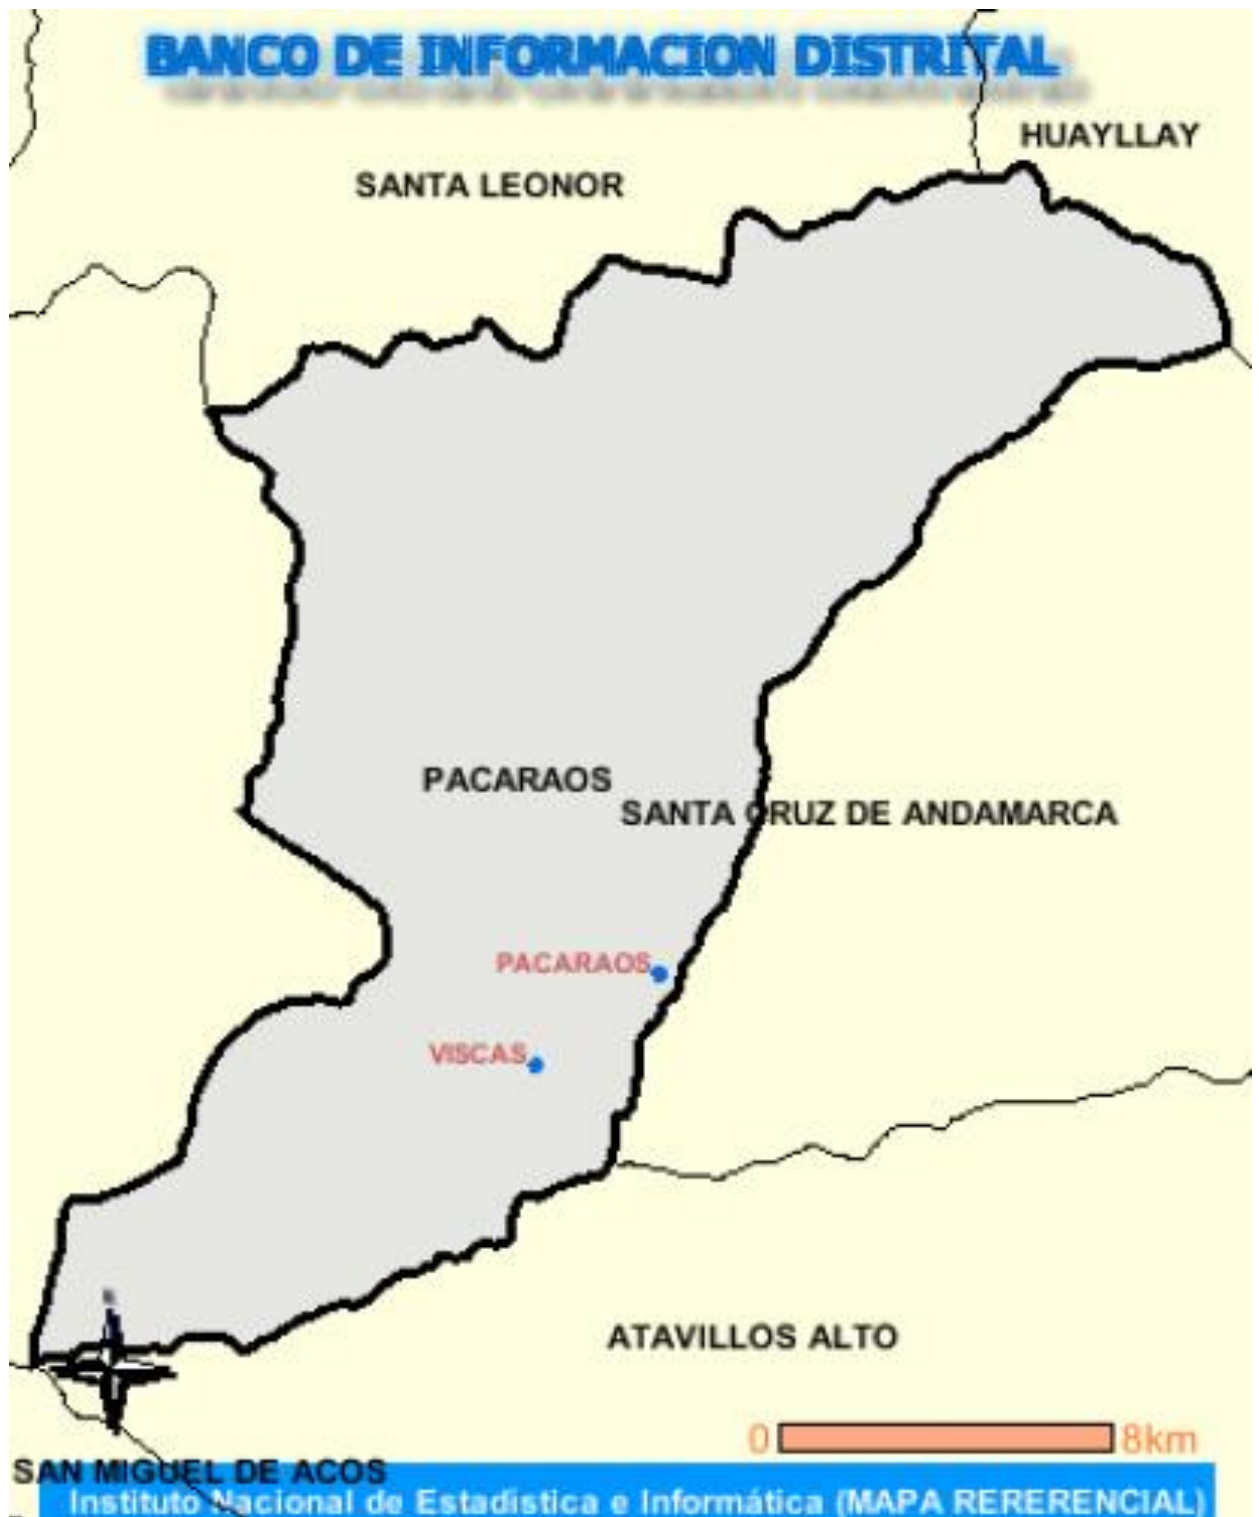 BANCO DE INFORMACION DISTRITAL
HUAYLLAY
SANTA LEONOR
PACARAOS
SANTA CRUZ DE ANDAMARCA
PACARAOS
VISCAS
ATAVILLOS ALTO
0 8km
SAN MIGUEL DE ACOS
Instituto Nacional de Estadistica e Informática (MAPA RERERENCIAL)